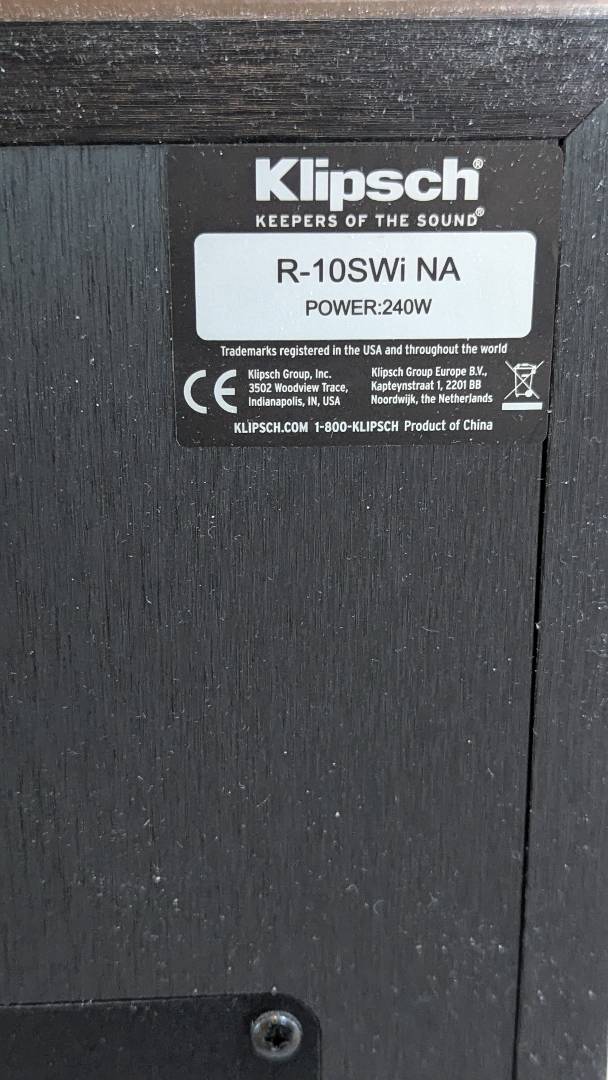 Klipsch®
KEEPERS OF THE SOUND®
R-10SWi NA
POWER:240W
Trademarks registered in the USA and throughout the world
CE
Klipsch Group, Inc.
3502 Woodview Trace,
Indianapolis, IN, USA
Klipsch Group Europe B.V.,
Kapteynstraat 1, 2201 BB
Noordwijk, the Netherlands
KLIPSCH.COM 1-800-KLIPSCH Product of China